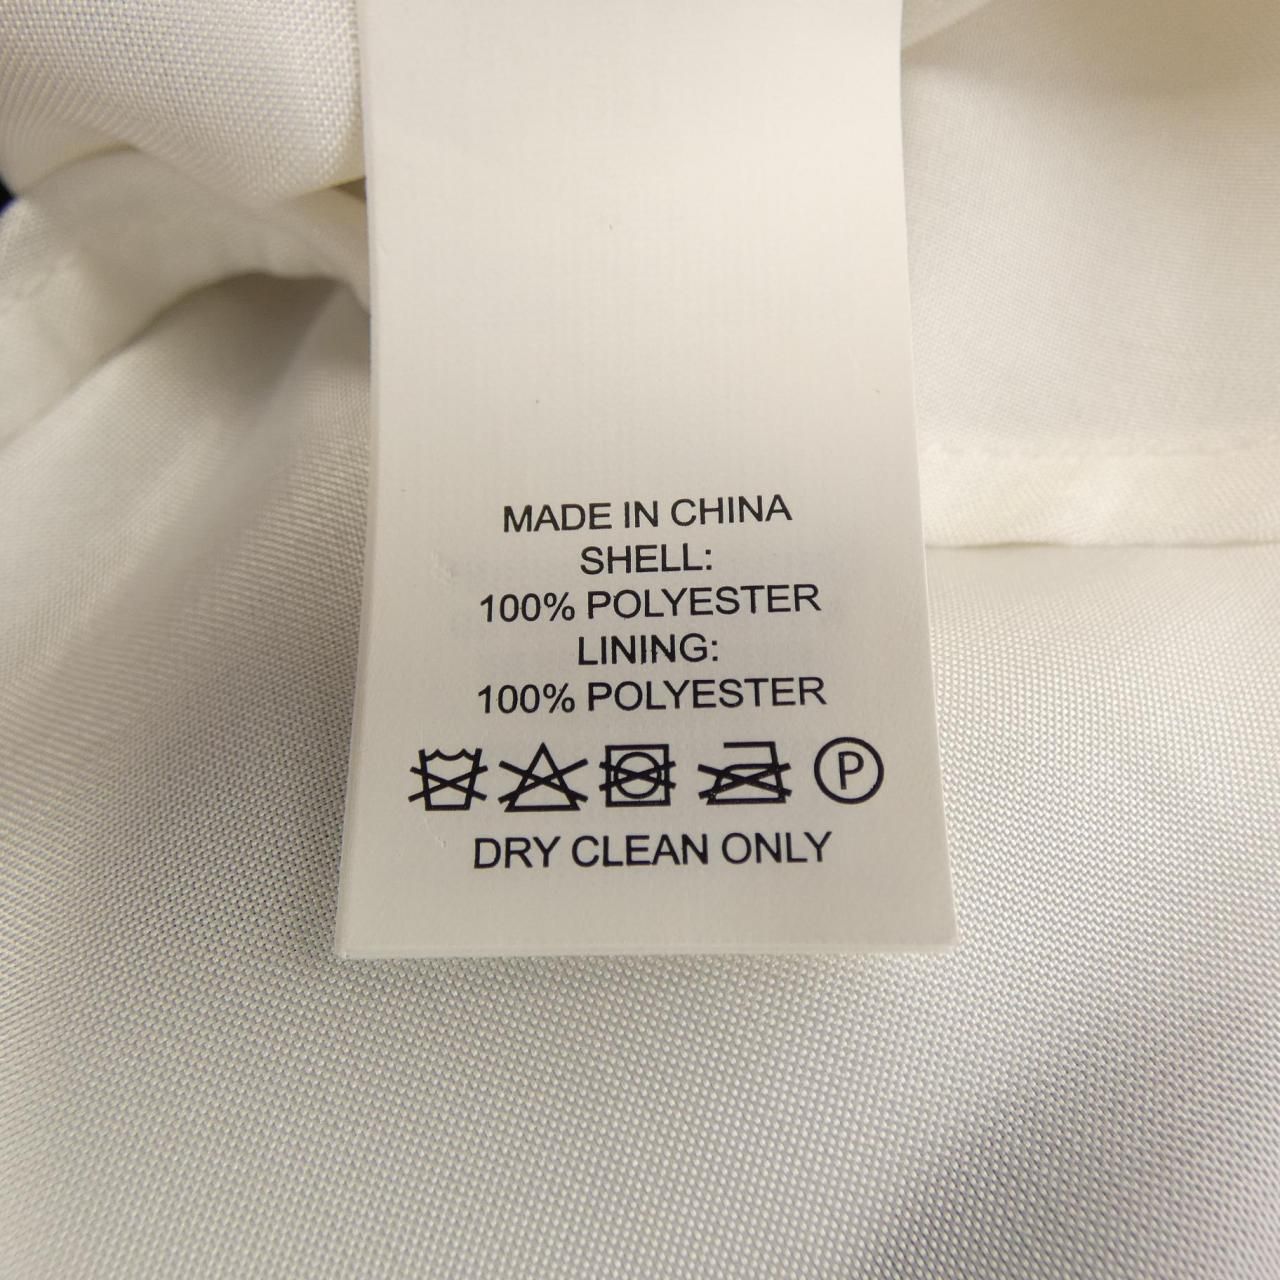 MADE IN CHINA
SHELL:
100% POLYESTER
LINING:
100% POLYESTER
P
DRY CLEAN ONLY